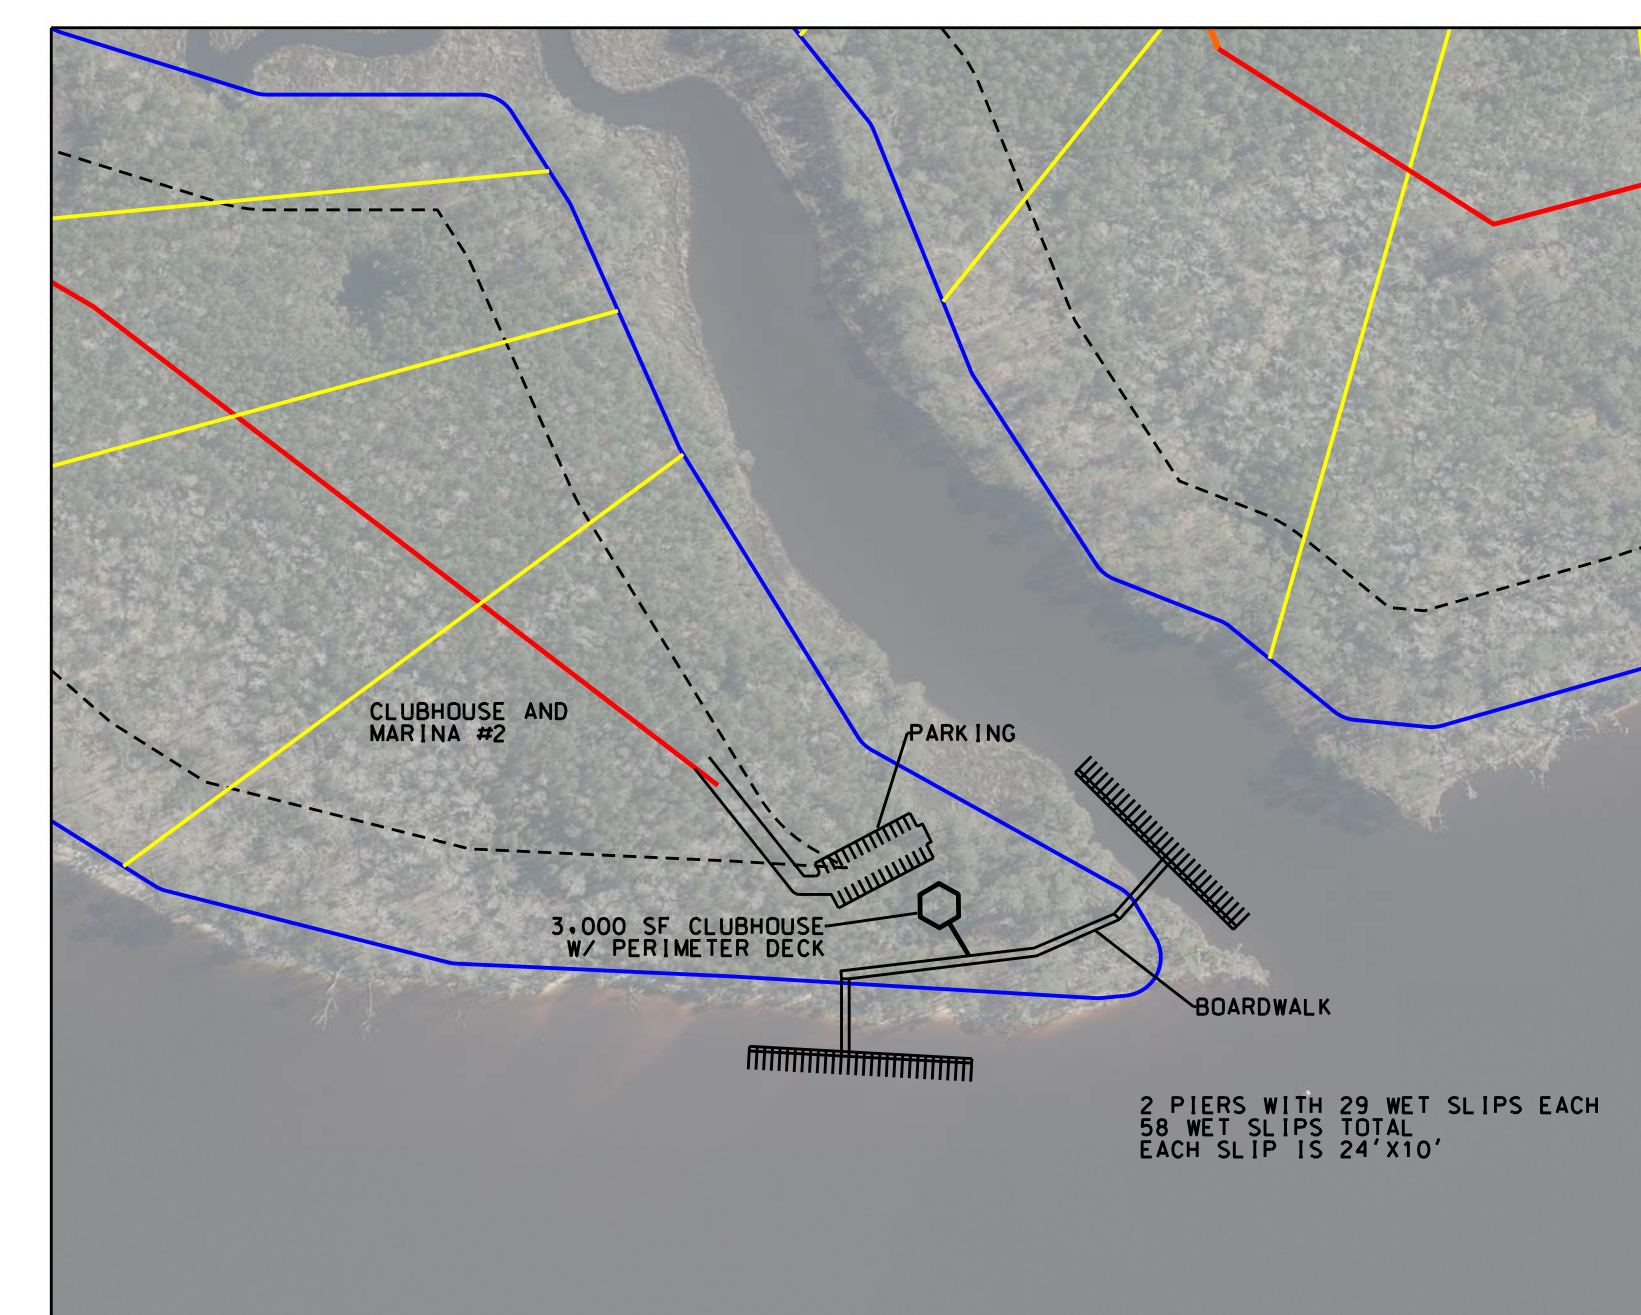 CLUBHOUSE AND
MARINA #2
PARKING
3.000 SF CLUBHOUSE
W/ PERIMETER DECK
BOARDWALK
2 PIERS WITH 29 WET SLIPS EACH
58 WET SLIPS TOTAL
EACH SLIP IS 24'X10'